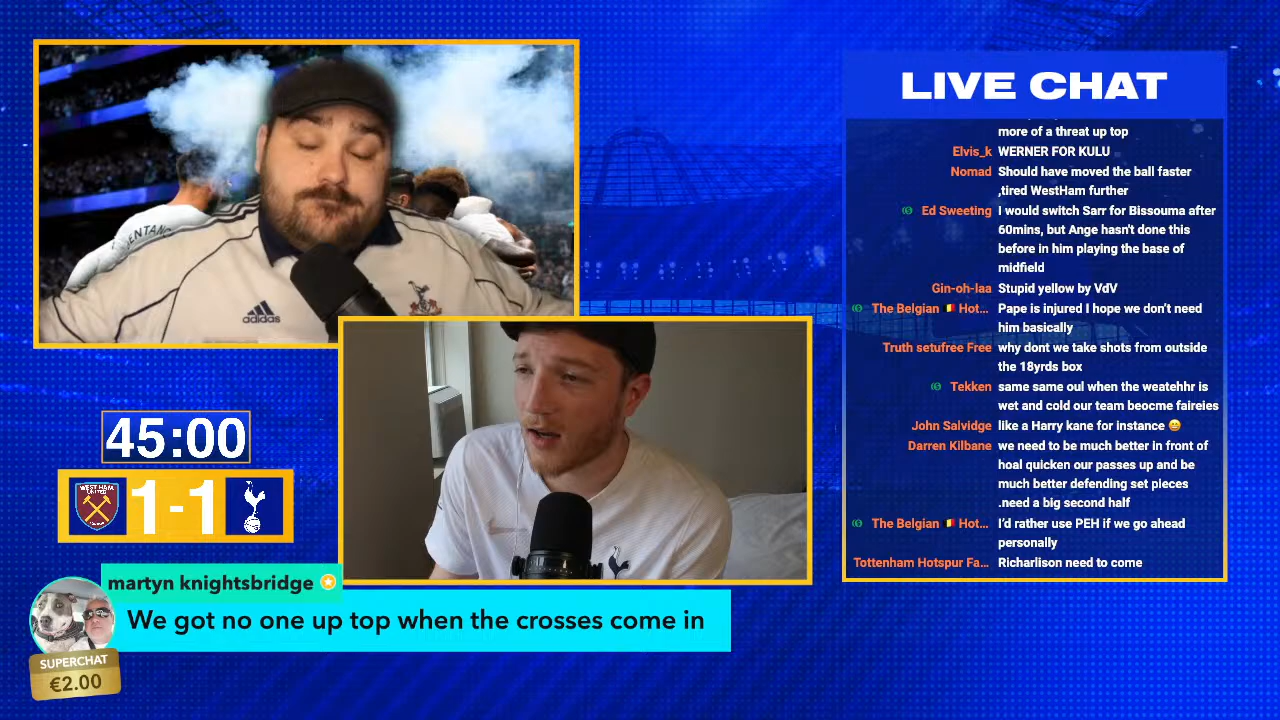 BENTANC
adidas
45:00
WEST HAM
UNITED
1-1
martyn knightsbridge
We got no one up top when the crosses come in
SUPERCHAT
€2.00
LIVE CHAT
more of a threat up top
Elvis_k WERNER FOR KULU
Nomad Should have moved the ball faster
,tired WestHam further
Ed Sweeting I would switch Sarr for Bissouma after
60mins, but Ange hasn't done this
before in him playing the base of
midfield
Gin-oh-laa Stupid yellow by VdV
The Belgian 🇧🇪 Hot... Pape is injured I hope we don't need
him basically
Truth setufree Free why dont we take shots from outside
the 18yrds box
Tekken same same oul when the weatehhr is
wet and cold our team beocme faireies
John Salvidge like a Harry kane for instance 😄
Darren Kilbane we need to be much better in front of
hoal quicken our passes up and be
much better defending set pieces
.need a big second half
The Belgian 🇧🇪 Hot... I'd rather use PEH if we go ahead
personally
Tottenham Hotspur Fa... Richarlison need to come